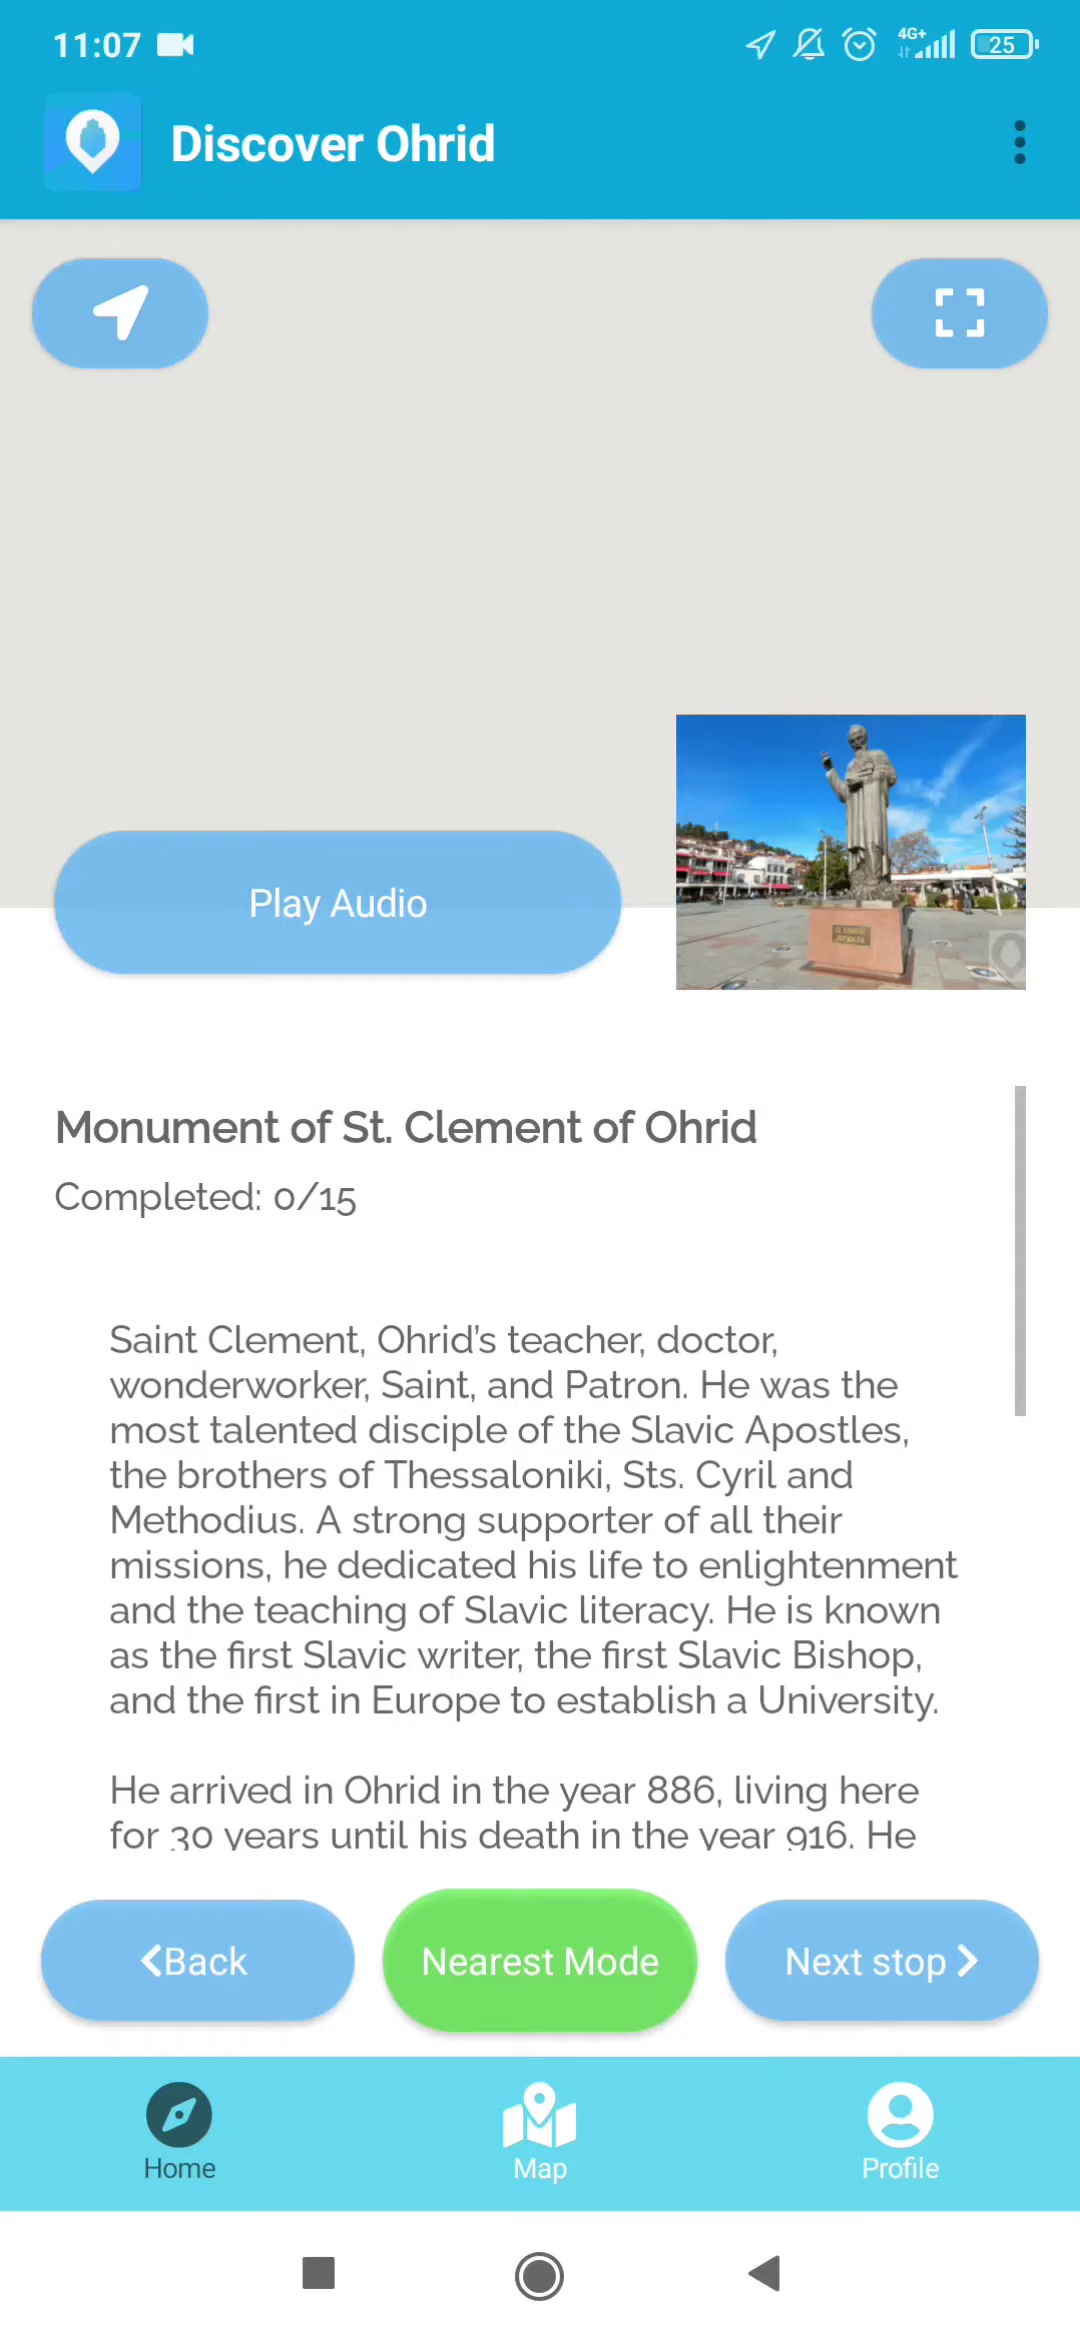 11:07
4G+
25
Discover Ohrid
Play Audio
Monument of St. Clement of Ohrid
Completed: 0/15
Saint Clement, Ohrid's teacher, doctor,
wonderworker, Saint, and Patron. He was the
most talented disciple of the Slavic Apostles,
the brothers of Thessaloniki, Sts. Cyril and
Methodius. A strong supporter of all their
missions, he dedicated his life to enlightenment
and the teaching of Slavic literacy. He is known
as the first Slavic writer, the first Slavic Bishop,
and the first in Europe to establish a University.
He arrived in Ohrid in the year 886, living here
for 30 years until his death in the year 916. He
Back
Nearest Mode
Next stop
Home
Map
Profile